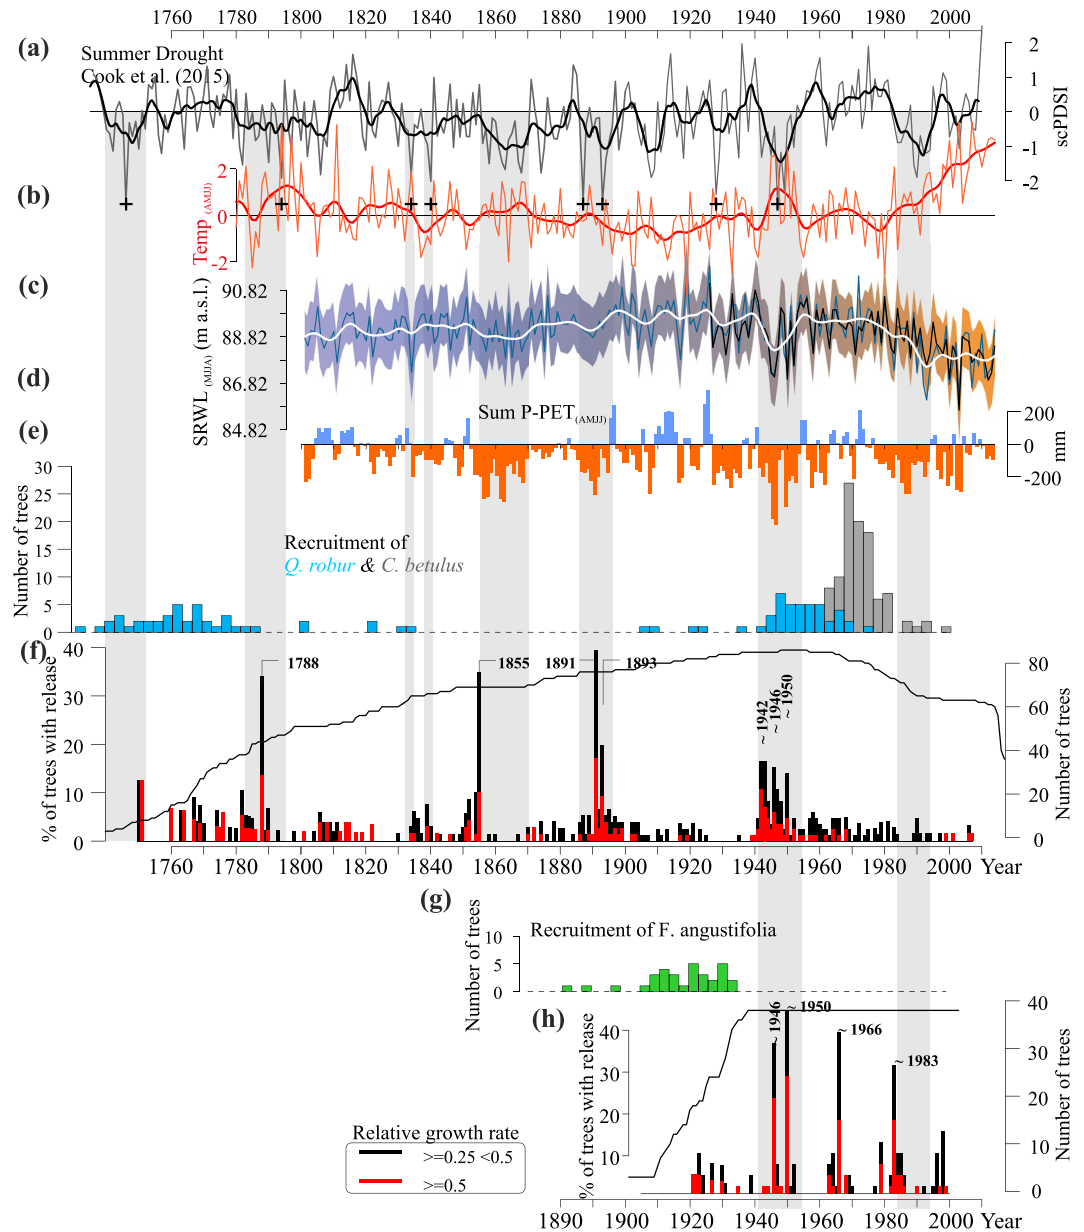 1760 1780 1800 1820 1840 1860 1880 1900 1920 1940 1960 1980 2000
(a)
Summer Drought
Cook et al. (2015)
2
1
0
-1
-2
scPDSI
(b)
Temp (AMJJ)
2
0
-2
(c)
SRWL (MJJA) (m a.s.l.)
90.82
88.82
86.82
84.82
(d)
Sum P-PET(AMJJ)
200
0
-200
mm
(e)
Number of trees
30
25
20
15
10
5
0
Recruitment of
Q. robur & C. betulus
(f)
% of trees with release
40
30
20
10
0
1788
1855
1891
1893
~ 1942
~ 1946
~ 1950
80
60
40
20
0
Number of trees
1760 1780 1800 1820 1840 1860 1880 1900 1920 1940 1960 1980 2000 Year
(g)
Number of trees
10
5
0
Recruitment of F. angustifolia
(h)
% of trees with release
40
30
20
10
~ 1946
~ 1950
~ 1966
~ 1983
40
30
20
10
0
Number of trees
1890 1900 1920 1940 1960 1980 2000 Year
Relative growth rate
>=0.25 <0.5
>=0.5